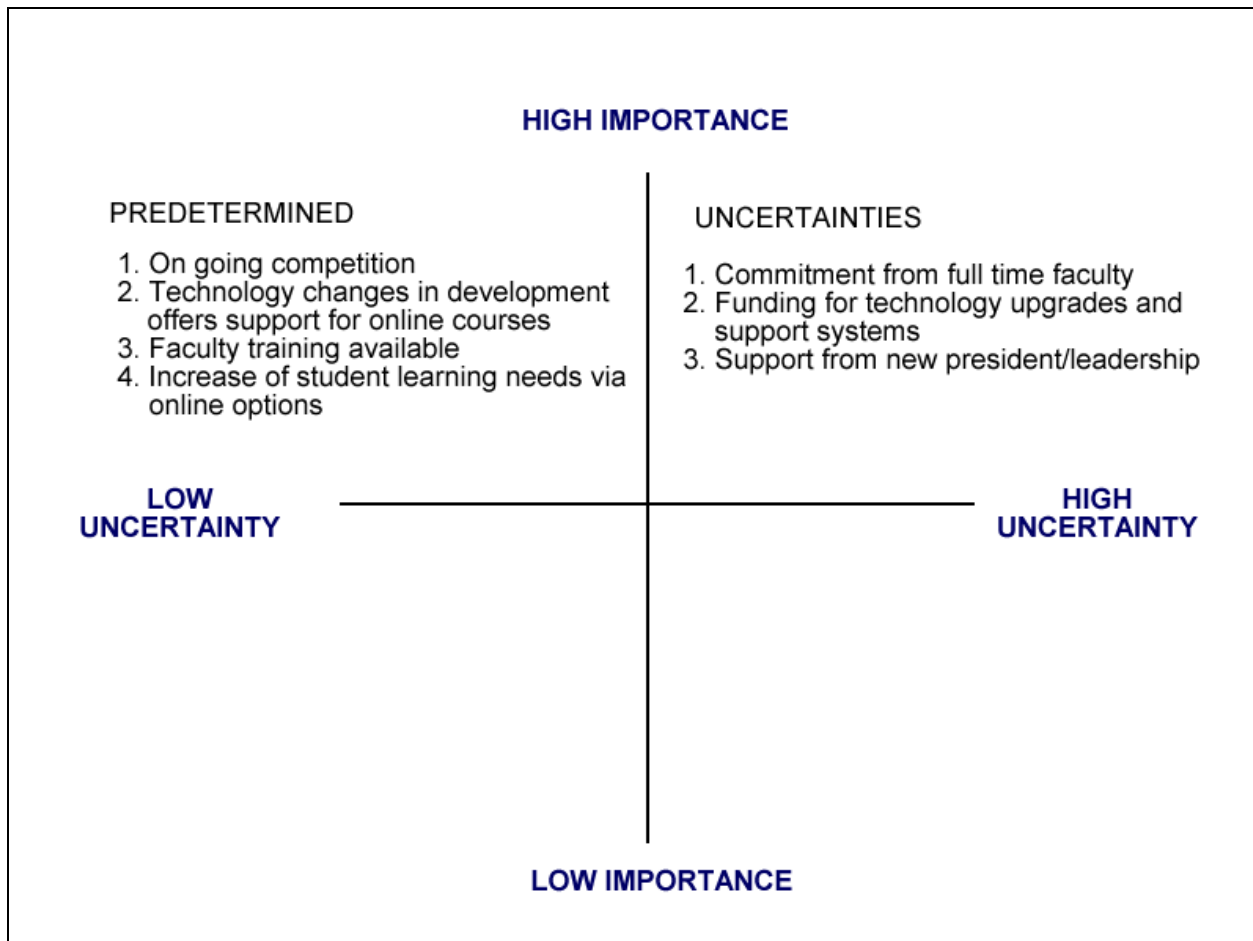 HIGH IMPORTANCE
PREDETERMINED
1. On going competition
2. Technology changes in development
offers support for online courses
3. Faculty training available
4. Increase of student learning needs via
online options
UNCERTAINTIES
1. Commitment from full time faculty
2. Funding for technology upgrades and
support systems
3. Support from new president/leadership
LOW
UNCERTAINTY
HIGH
UNCERTAINTY
LOW IMPORTANCE